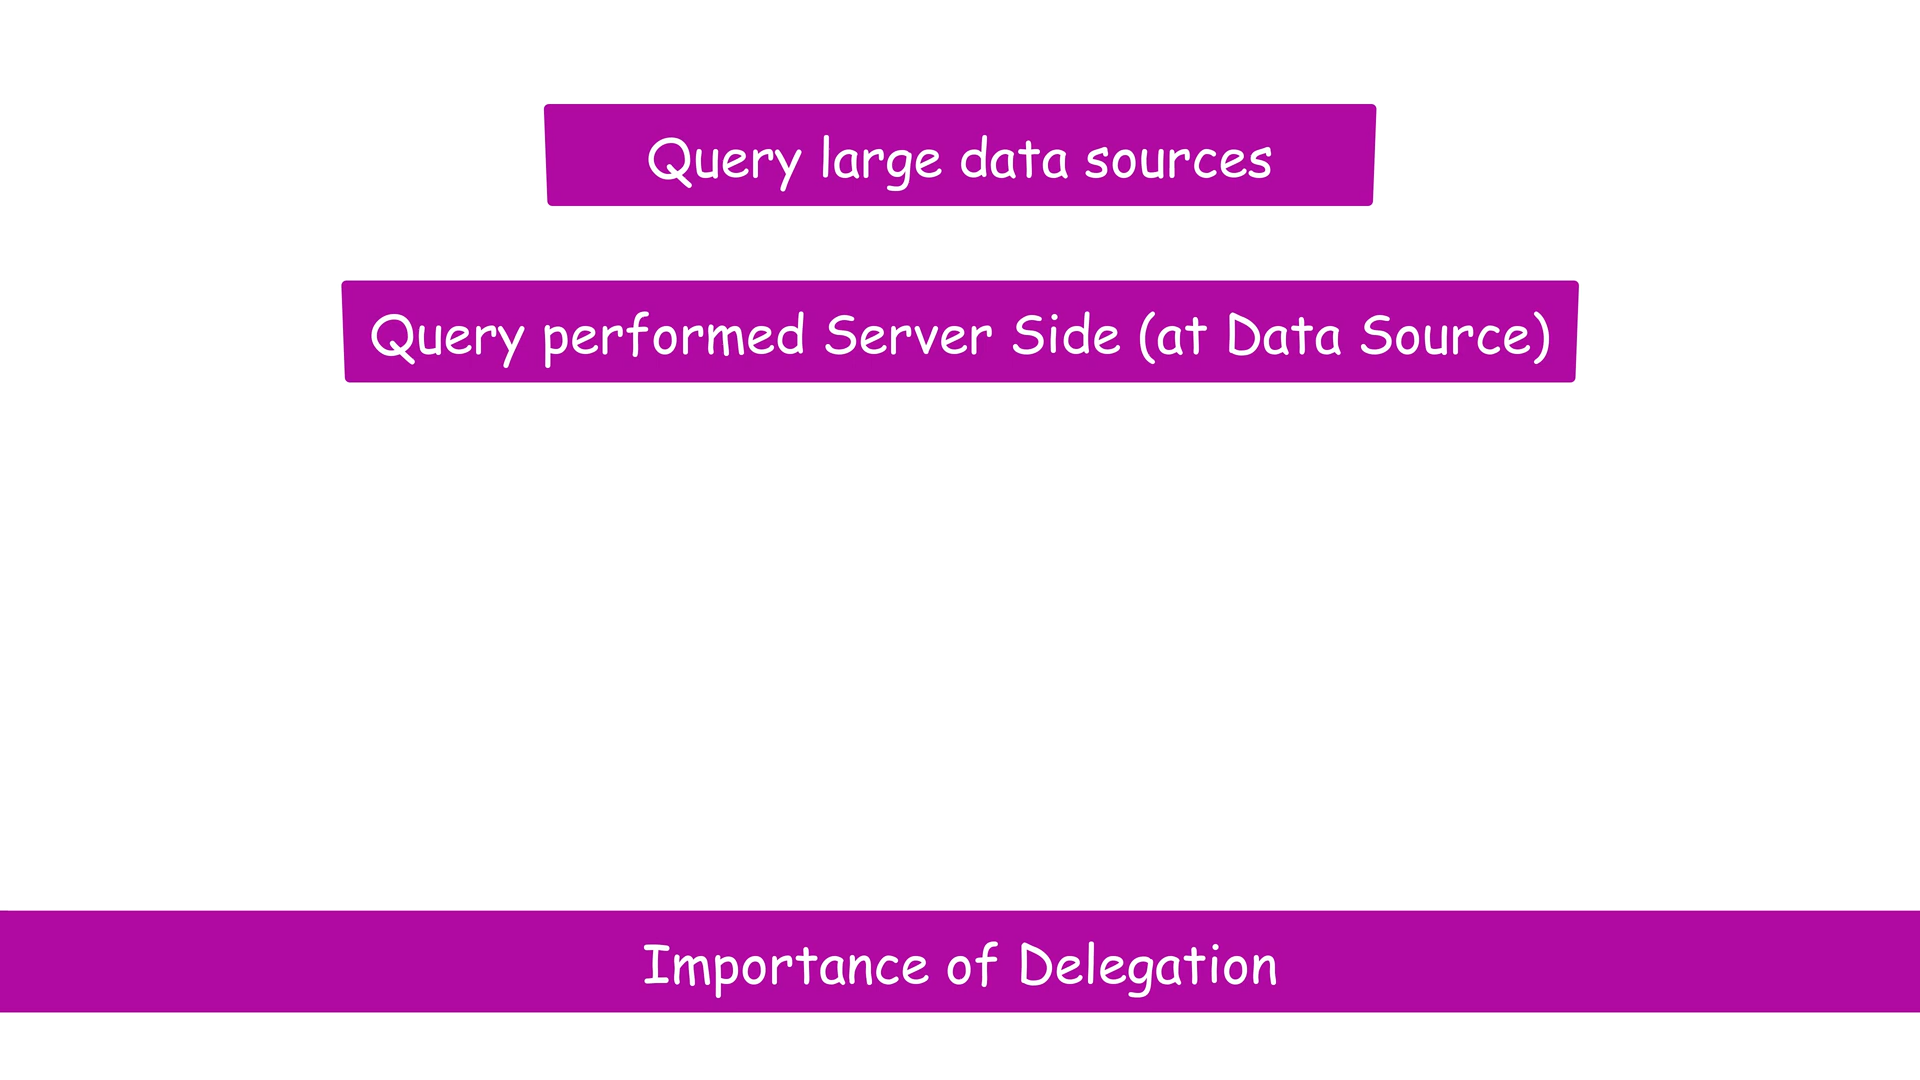 Query large data sources
Query performed Server Side (at Data Source)
Importance of Delegation